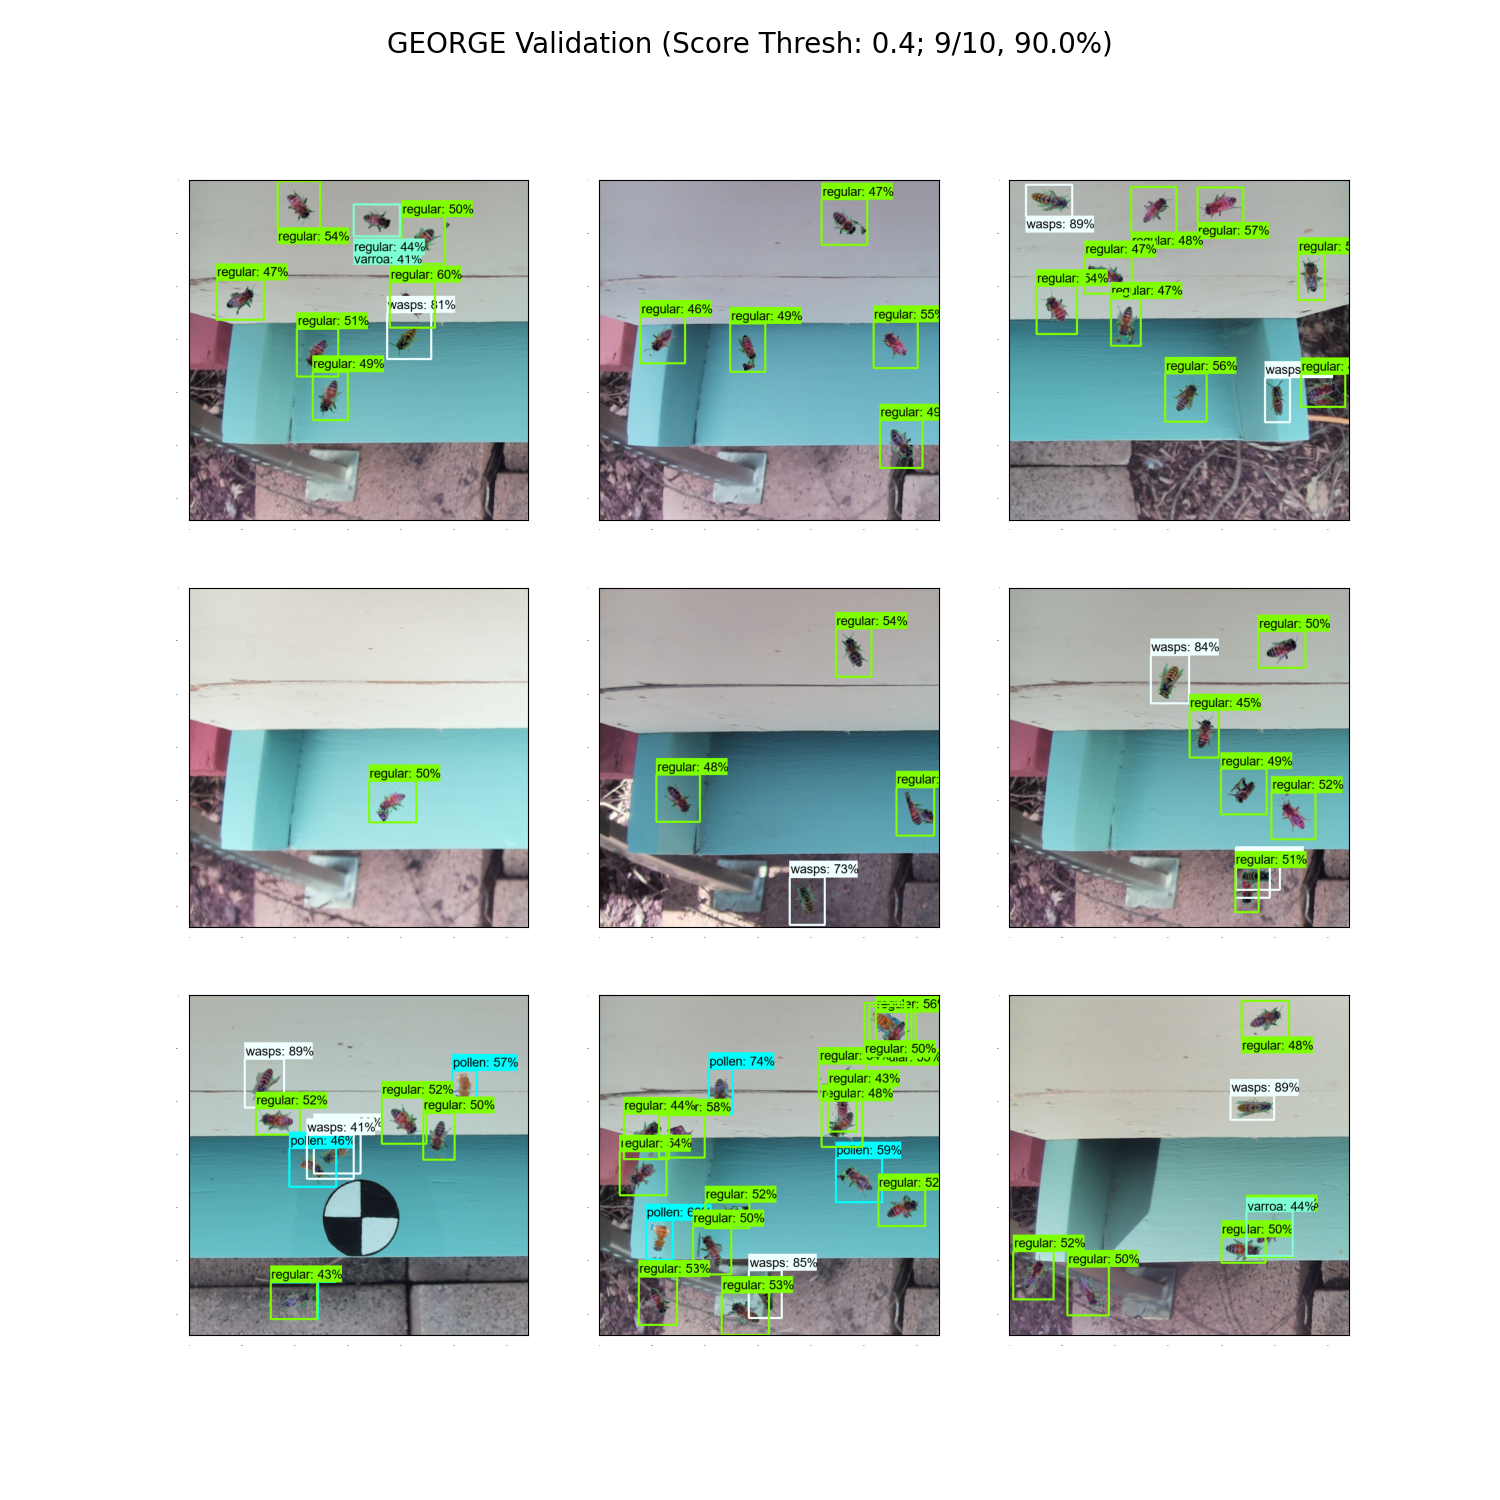 GEORGE Validation (Score Thresh: 0.4; 9/10, 90.0%)
regular: 50%
regular: 54%
regular: 44%
varroa: 41%
regular: 47%
regular: 60%
wasps: 81%
regular: 51%
regular: 49%
regular: 47%
regular: 46%
regular: 49%
regular: 55%
regular: 49
wasps: 89%
regular: 48%
regular: 57%
regular: 47%
regular: 5
regular: 54%
regular: 47%
regular: 56%
wasps
regular:
regular: 50%
regular: 54%
regular: 48%
regular:
wasps: 73%
regular: 50%
wasps: 84%
regular: 45%
regular: 49%
regular: 52%
regular: 51%
wasps: 89%
pollen: 57%
regular: 52%
regular: 52%
regular: 50%
wasps: 41%
pollen: 46%
regular: 43%
regular: 56%
regular: 50%
pollen: 74%
regular: 43%
regular: 48%
regular: 44%
r: 58%
regular: 54%
pollen: 59%
regular: 52
regular: 52%
pollen: 6
regular: 50%
wasps: 85%
regular: 53%
regular: 53%
regular: 48%
wasps: 89%
varroa: 44%
regular: 50%
regular: 52%
regular: 50%